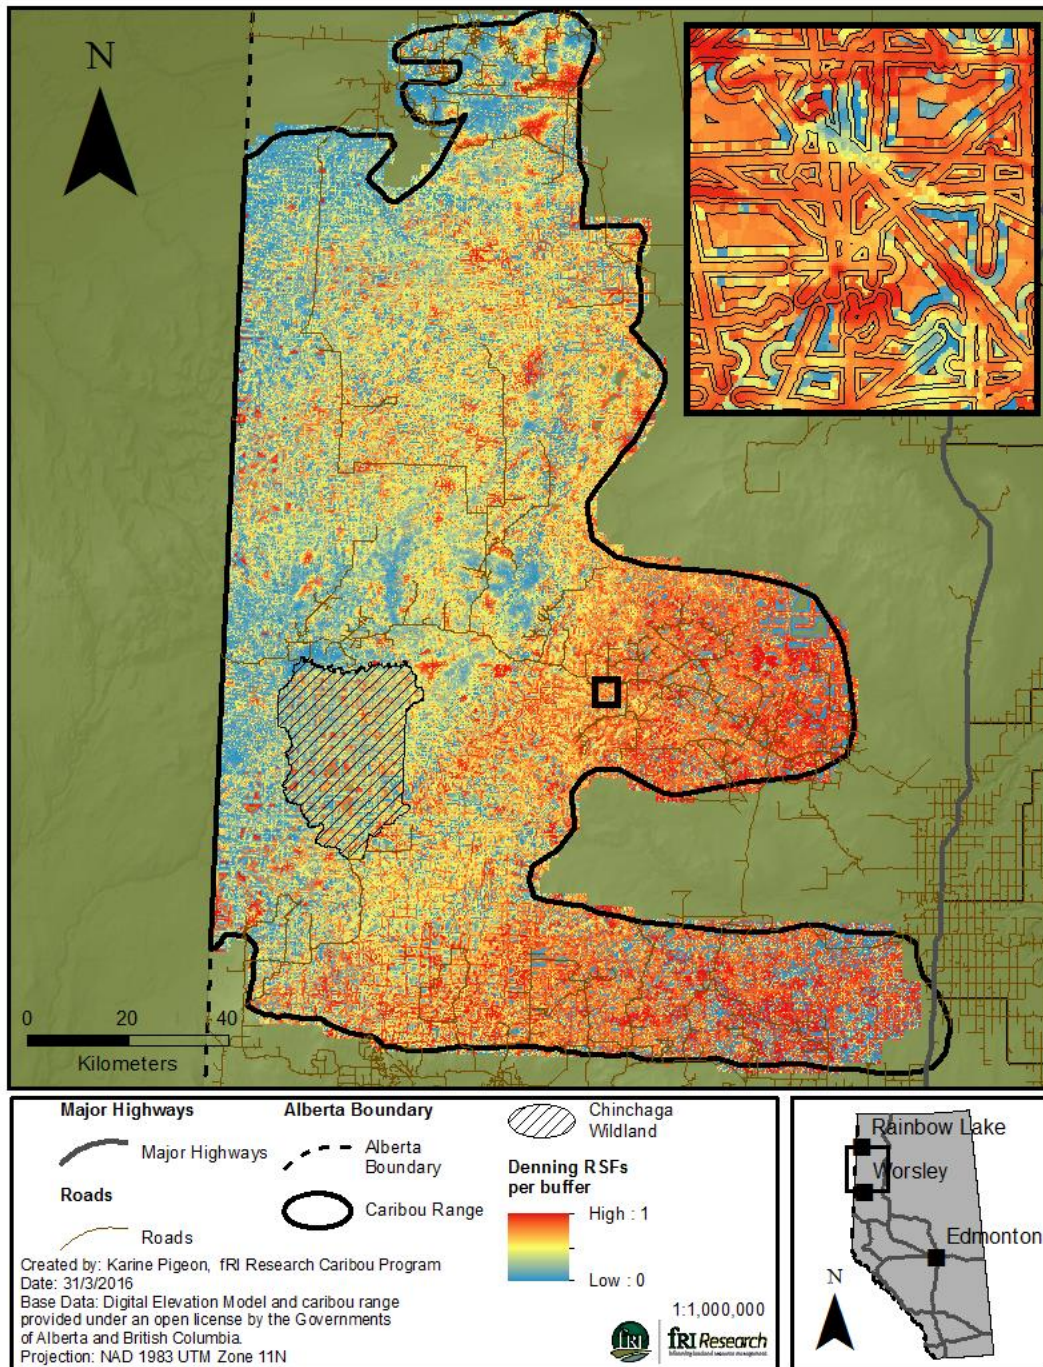 N
0 20 40
Kilometers
Major Highways
Major Highways
Roads
Roads
Alberta Boundary
Alberta
Boundary
Caribou Range
Chinchaga
Wildland
Denning RSFs
per buffer
High : 1
Low : 0
Created by: Karine Pigeon, fRI Research Caribou Program
Date: 31/3/2016
Base Data: Digital Elevation Model and caribou range
provided under an open license by the Governments
of Alberta and British Columbia.
Projection: NAD 1983 UTM Zone 11N
1:1,000,000
fRI
fRI Research
Rainbow Lake
Worsley
Edmonton
N